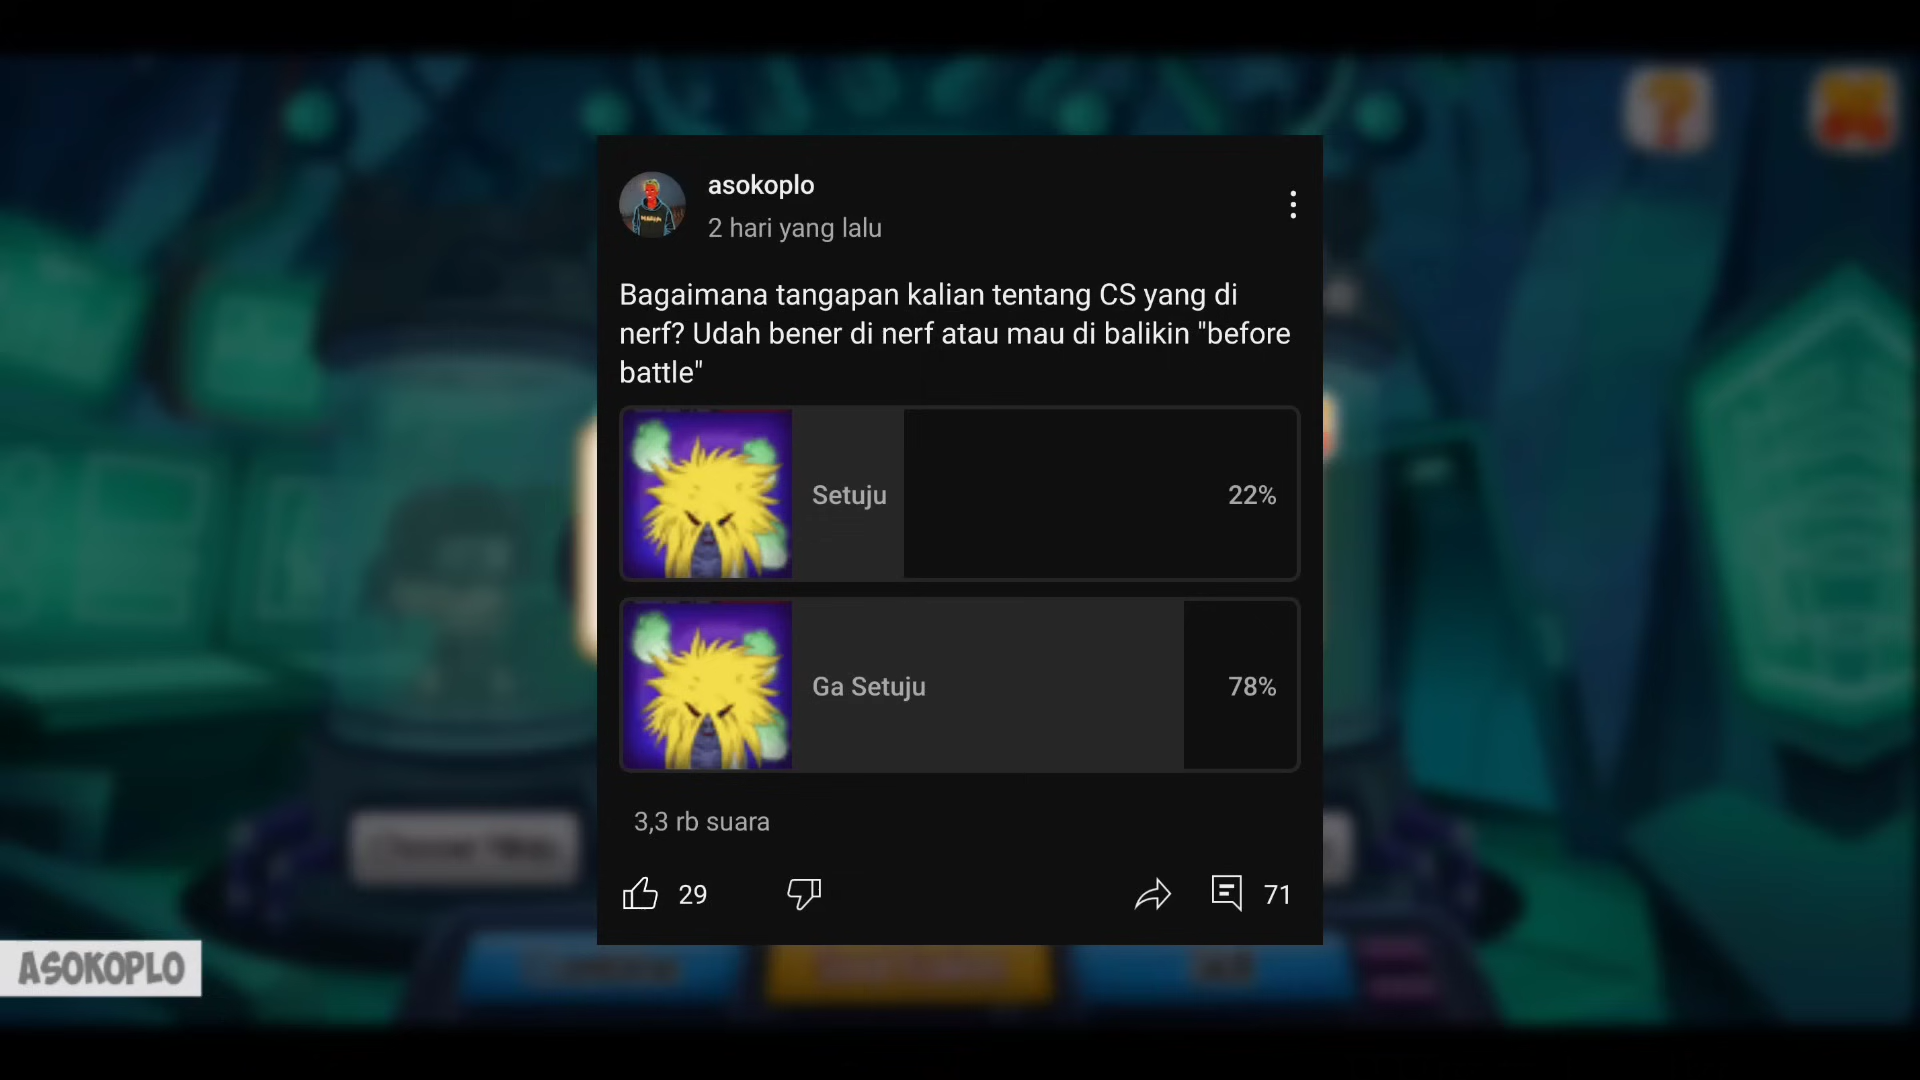 asokoplo
2 hari yang lalu
Bagaimana tangapan kalian tentang CS yang di
nerf? Udah bener di nerf atau mau di balikin "before
battle"
Setuju
22%
Ga Setuju
78%
3,3 rb suara
29
71
ASOKOPLO